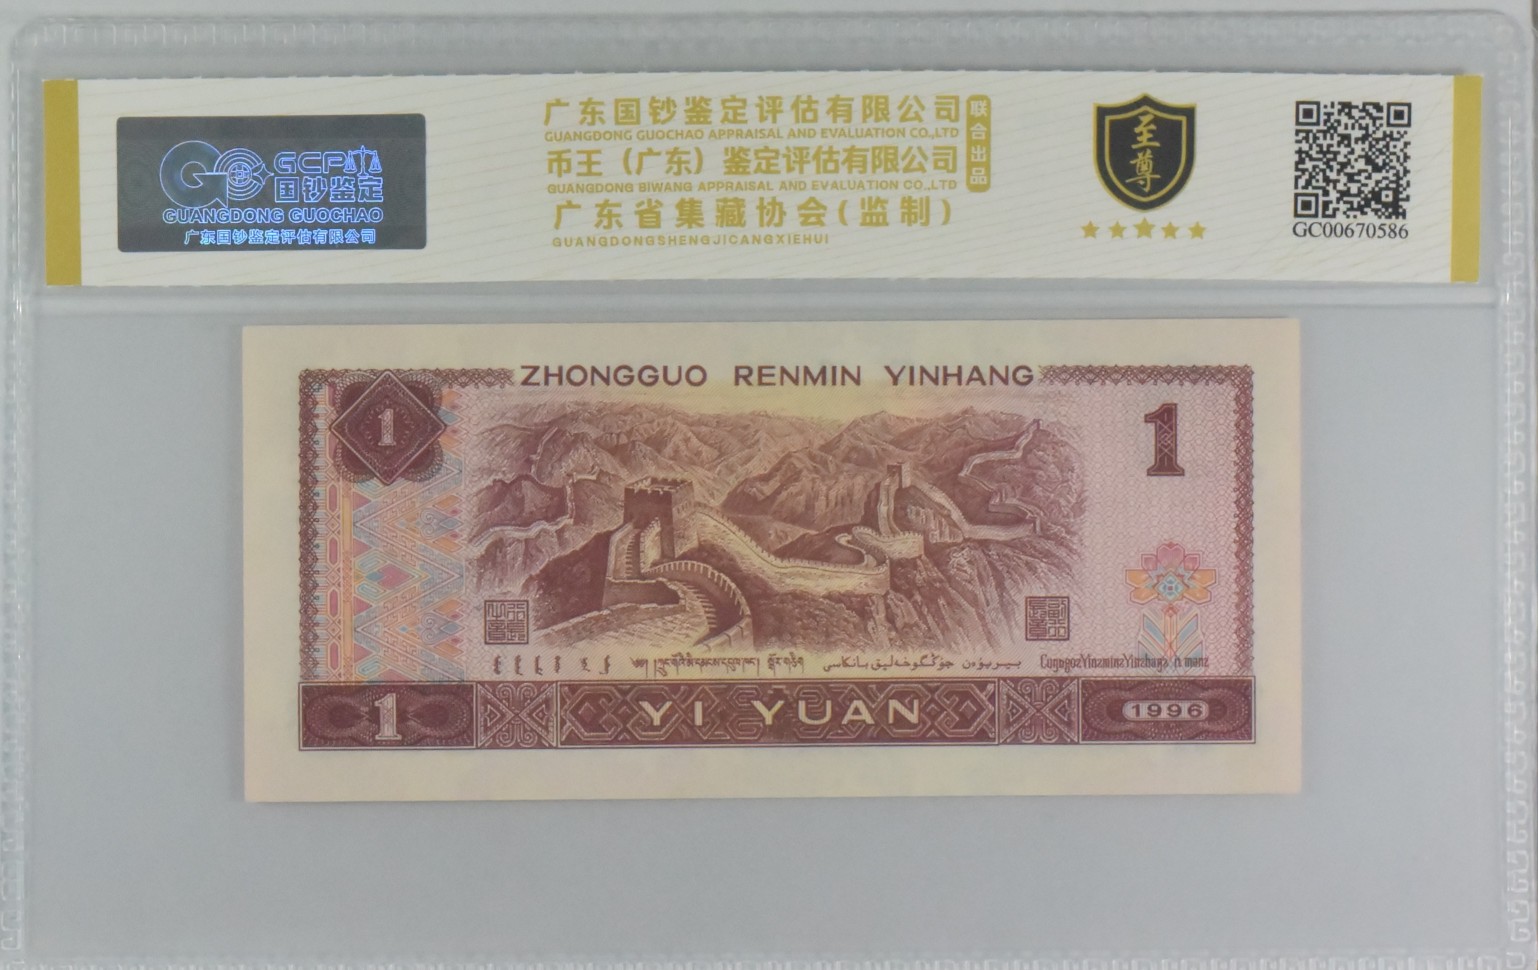 GCP
国钞鉴定
GUANGDONG GUOCHAO
广东国钞鉴定评估有限公司
广东国钞鉴定评估有限公司
GUANGDONG GUOCHAO APPRAISAL AND EVALUATION CO.,LTD
币王（广东）鉴定评估有限公司
GUANGDONG BIWANG APPRAISAL AND EVALUATION CO.,LTD
广东省集藏协会(监制)
GUANGDONGSHENGJICANGXIEHUI
联合出品
至尊
GC00670586
ZHONGGUO RENMIN YINHANG
1
1
YI YUAN
1
1996